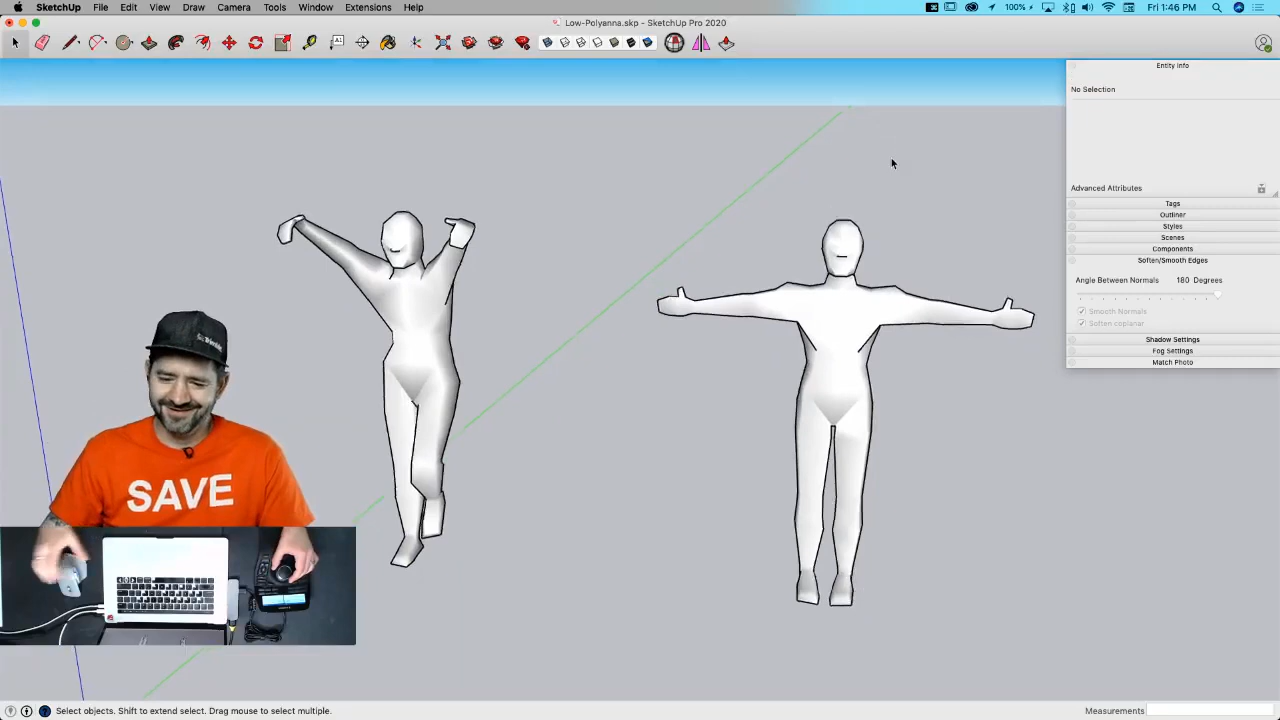 SketchUp File Edit View Draw Camera Tools Window Extensions Help
100% Fri 1:46 PM
Low-Polyanna.skp - SketchUp Pro 2020
Entity Info
No Selection
Advanced Attributes
Tags
Outliner
Styles
Scenes
Components
Soften/Smooth Edges
Angle Between Normals 180 Degrees
Smooth Normals
Soften coplanar
Shadow Settings
Fog Settings
Match Photo
SAVE
Select objects. Shift to extend select. Drag mouse to select multiple.
Measurements